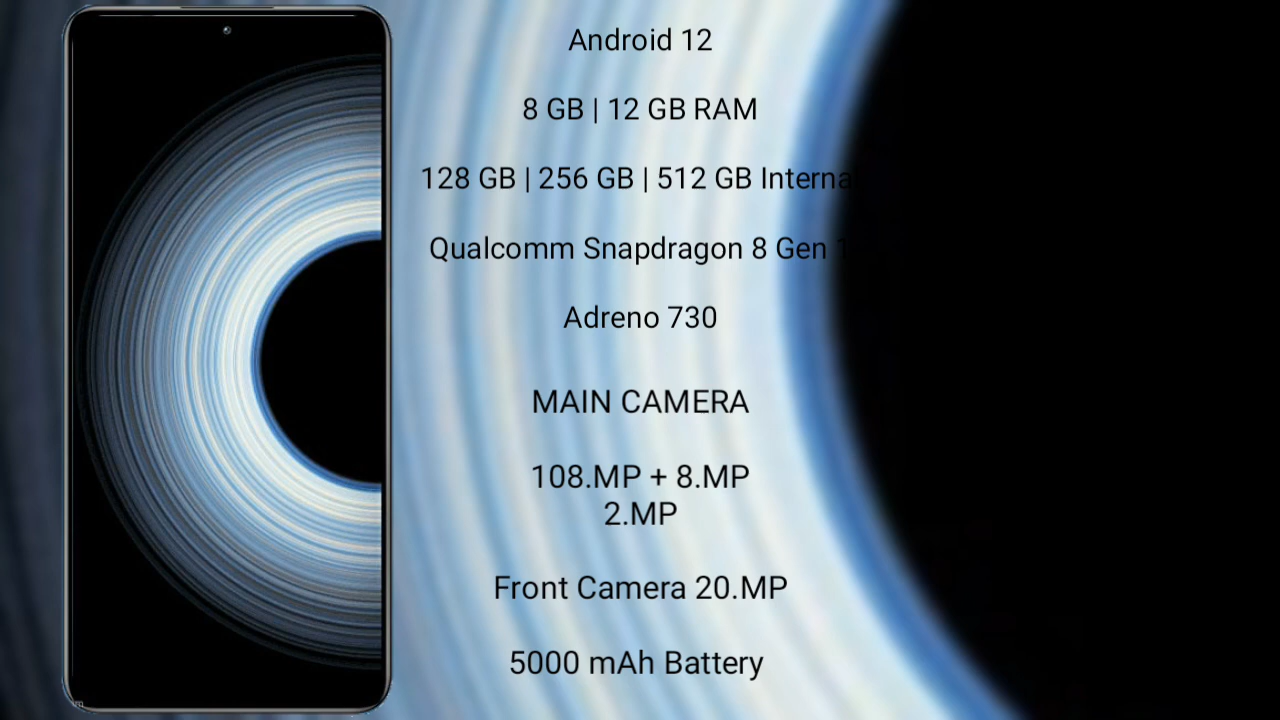 Android 12
8 GB | 12 GB RAM
128 GB | 256 GB | 512 GB Interna
Qualcomm Snapdragon 8 Gen 1
Adreno 730
MAIN CAMERA
108.MP + 8.MP
2.MP
Front Camera 20.MP
5000 mAh Battery